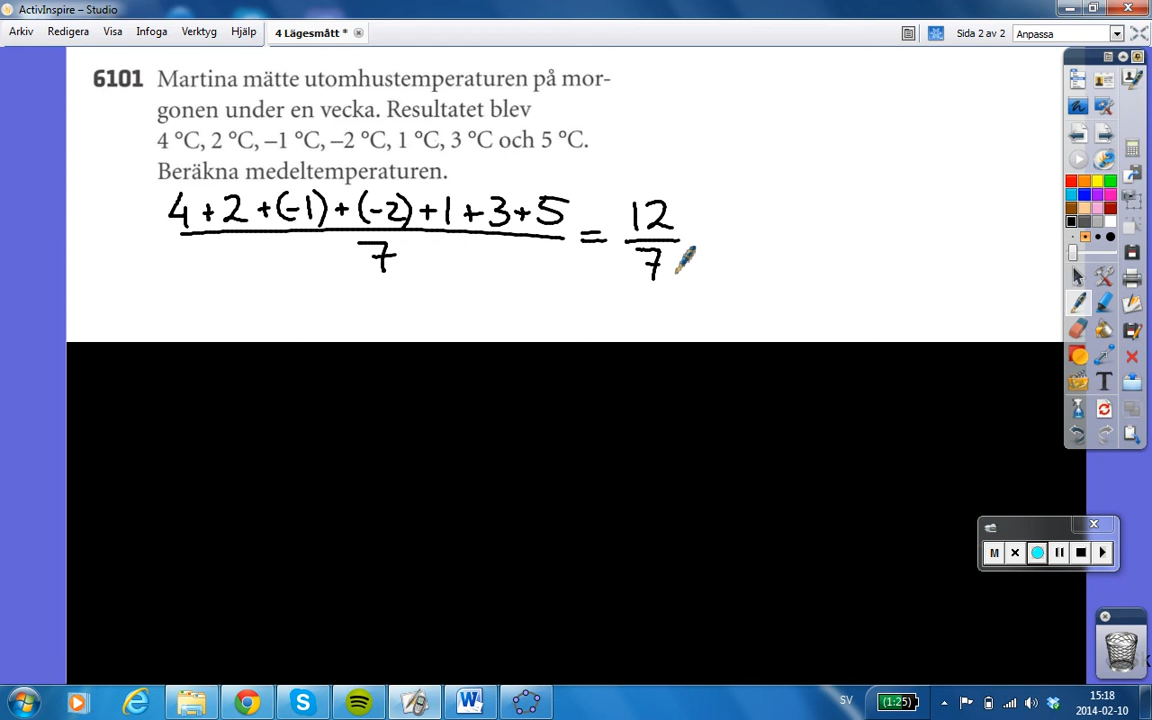 ActivInspire – Studio
Arkiv Redigera Visa Infoga Verktyg Hjälp 4 Lägesmått * Sida 2 av 2 Anpassa
6101 Martina mätte utomhustemperaturen på mor-
gonen under en vecka. Resultatet blev
4 °C, 2 °C, –1 °C, –2 °C, 1 °C, 3 °C och 5 °C.
Beräkna medeltemperaturen.
4 + 2 + (-1) + (-2) + 1 + 3 + 5
7
=
12
7
M
SV (1:25) 15:18
2014-02-10